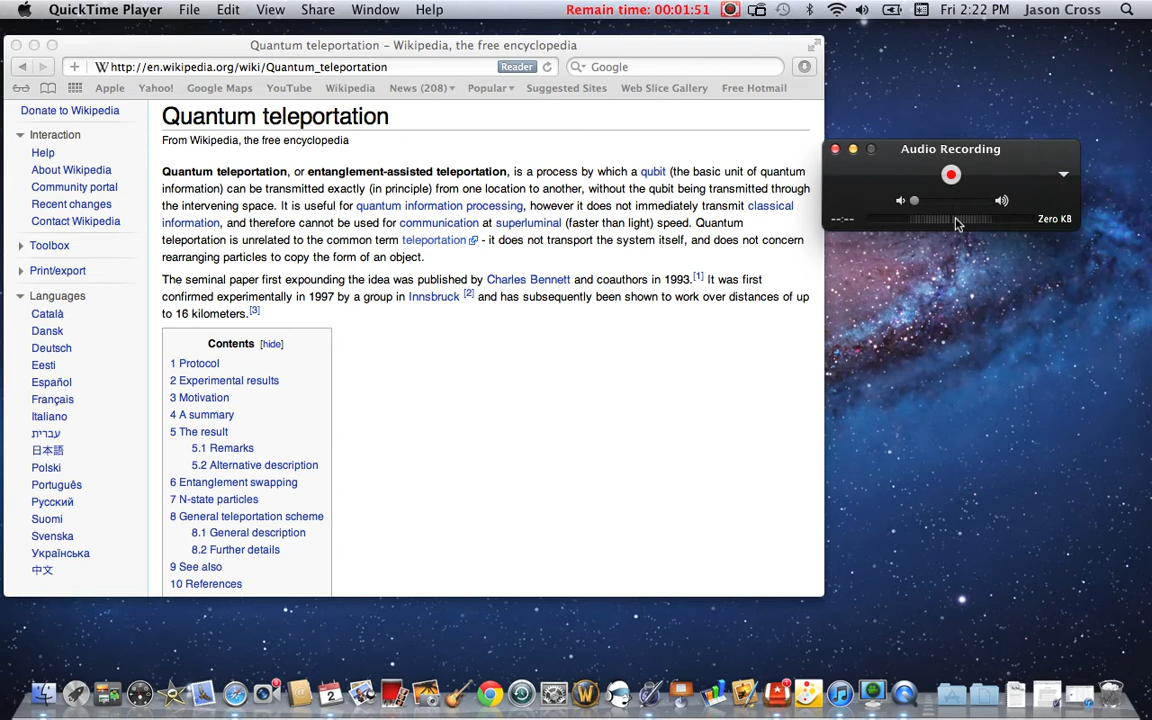 QuickTime Player File Edit View Share Window Help Remain time: 00:01:51 Fri 2:22 PM Jason Cross
Quantum teleportation – Wikipedia, the free encyclopedia
W http://en.wikipedia.org/wiki/Quantum_teleportation Reader Google
Apple Yahoo! Google Maps YouTube Wikipedia News (208) Popular Suggested Sites Web Slice Gallery Free Hotmail
Donate to Wikipedia
Interaction
Help
About Wikipedia
Community portal
Recent changes
Contact Wikipedia
Toolbox
Print/export
Languages
Català
Dansk
Deutsch
Eesti
Español
Français
Italiano
עברית
日本語
Polski
Português
Русский
Suomi
Svenska
Українська
中文
Quantum teleportation
From Wikipedia, the free encyclopedia
Quantum teleportation, or entanglement-assisted teleportation, is a process by which a qubit (the basic unit of quantum
information) can be transmitted exactly (in principle) from one location to another, without the qubit being transmitted through
the intervening space. It is useful for quantum information processing, however it does not immediately transmit classical
information, and therefore cannot be used for communication at superluminal (faster than light) speed. Quantum
teleportation is unrelated to the common term teleportation - it does not transport the system itself, and does not concern
rearranging particles to copy the form of an object.
The seminal paper first expounding the idea was published by Charles Bennett and coauthors in 1993.[1] It was first
confirmed experimentally in 1997 by a group in Innsbruck [2] and has subsequently been shown to work over distances of up
to 16 kilometers.[3]
Contents [hide]
1 Protocol
2 Experimental results
3 Motivation
4 A summary
5 The result
5.1 Remarks
5.2 Alternative description
6 Entanglement swapping
7 N-state particles
8 General teleportation scheme
8.1 General description
8.2 Further details
9 See also
10 References
Audio Recording
--:-- Zero KB
2